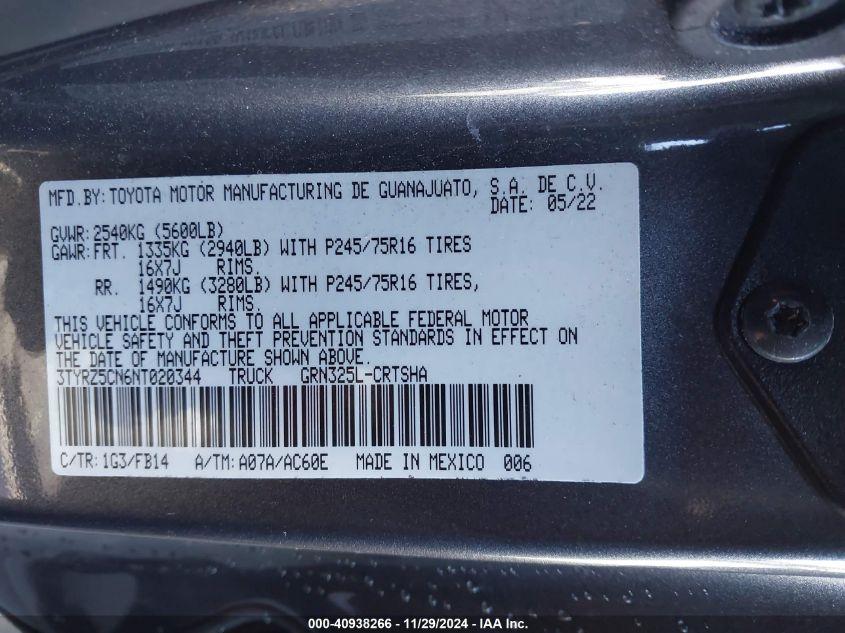 MFD.BY: TOYOTA MOTOR MANUFACTURING DE GUANAJUATO, S.A. DE C.V.
DATE: 05/22
GVWR: 2540KG (5600LB)
GAWR: FRT. 1335KG (2940LB) WITH P245/75R16 TIRES
16X7J RIMS.
RR. 1490KG (3280LB) WITH P245/75R16 TIRES,
16X7J RIMS.
THIS VEHICLE CONFORMS TO ALL APPLICABLE FEDERAL MOTOR
VEHICLE SAFETY AND THEFT PREVENTION STANDARDS IN EFFECT ON
THE DATE OF MANUFACTURE SHOWN ABOVE.
3TYRZ5CN6NT020344 TRUCK GRN325L-CRTSHA
C/TR: 1G3/FB14 A/TM: A07A/AC60E MADE IN MEXICO 006
000-40938266 - 11/29/2024 - IAA Inc.